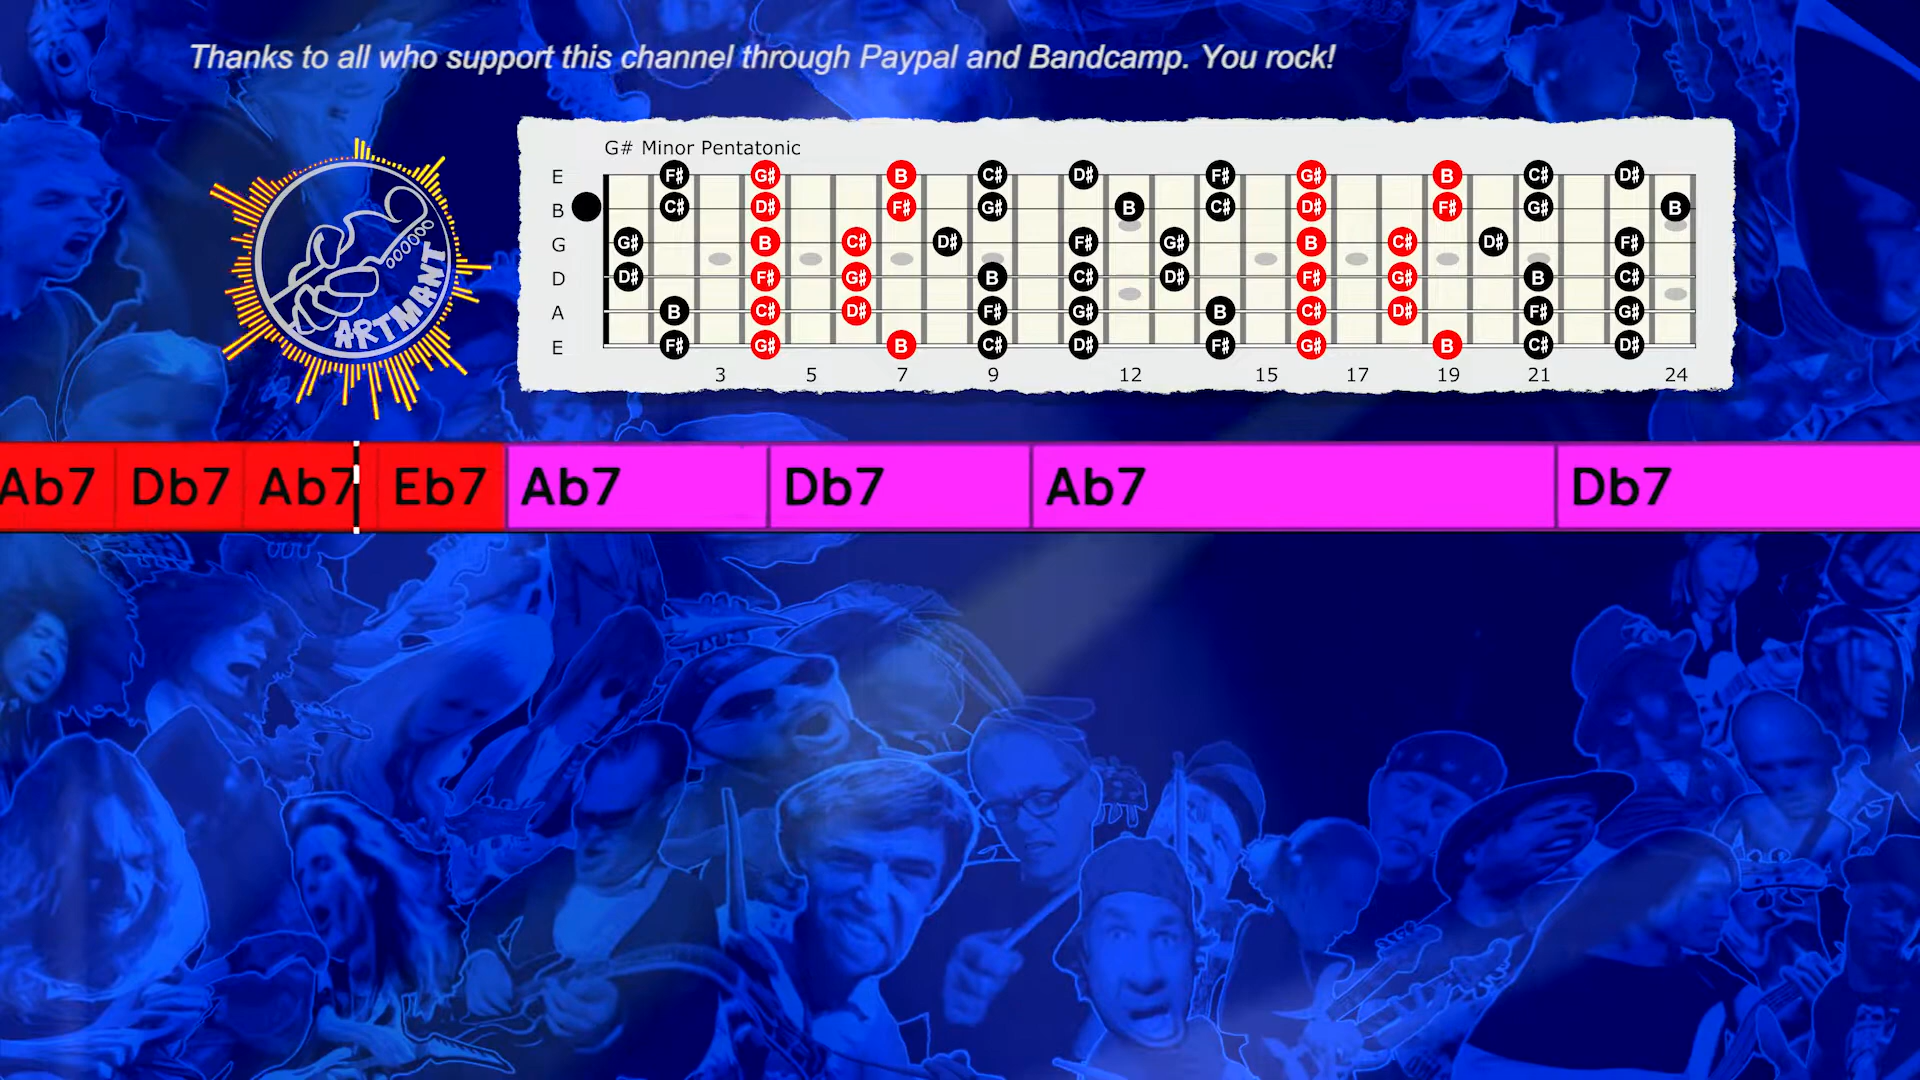 Thanks to all who support this channel through Paypal and Bandcamp. You rock!
G# Minor Pentatonic
E F# G# B C# D# F# G# B C# D#
B C# D# F# G# B C# D# F# G# B
G G# B C# D# F# G# B C# D# F#
D D# F# G# B C# D# F# G# B C#
A B C# D# F# G# B C# D# F# G#
E F# G# B C# D# F# G# B C# D#
3 5 7 9 12 15 17 19 21 24
ARTMANT
Ab7 Db7 Ab7 Eb7 Ab7 Db7 Ab7 Db7